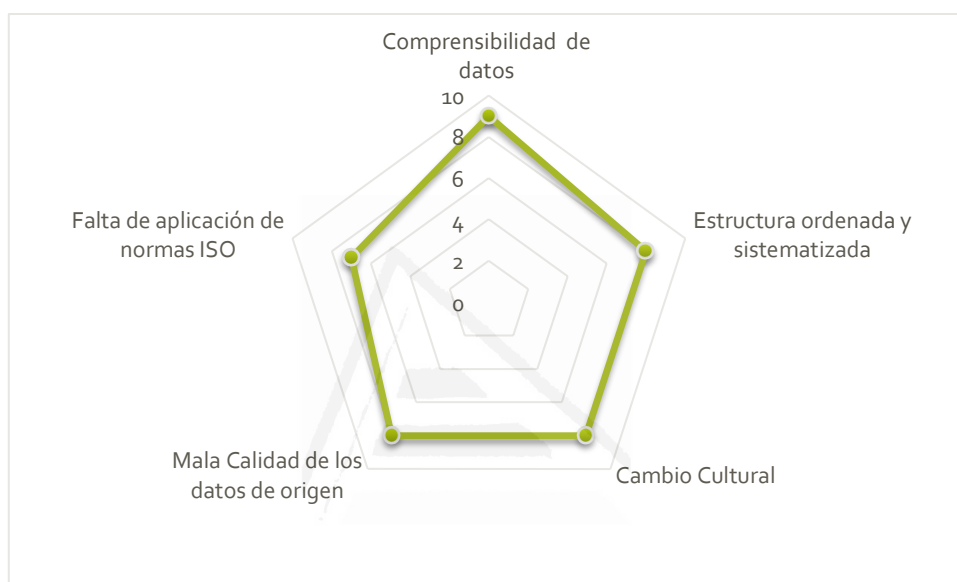 Comprensibilidad de
datos
10
8
6
4
2
0
Estructura ordenada y
sistematizada
Cambio Cultural
Mala Calidad de los
datos de origen
Falta de aplicación de
normas ISO